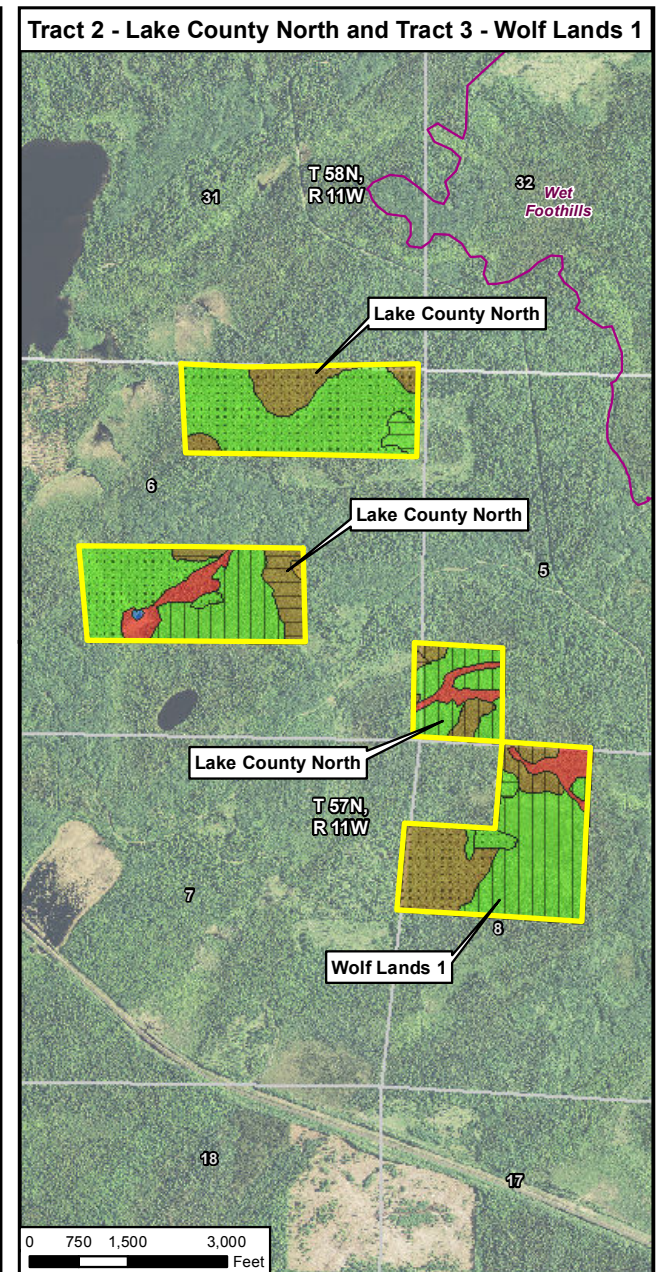 Tract 2 - Lake County North and Tract 3 - Wolf Lands 1
T 58N,
R 11W
31
32
Wet
Foothills
Lake County North
6
Lake County North
5
Lake County North
T 57N,
R 11W
7
8
Wolf Lands 1
18
17
0 750 1,500 3,000
Feet